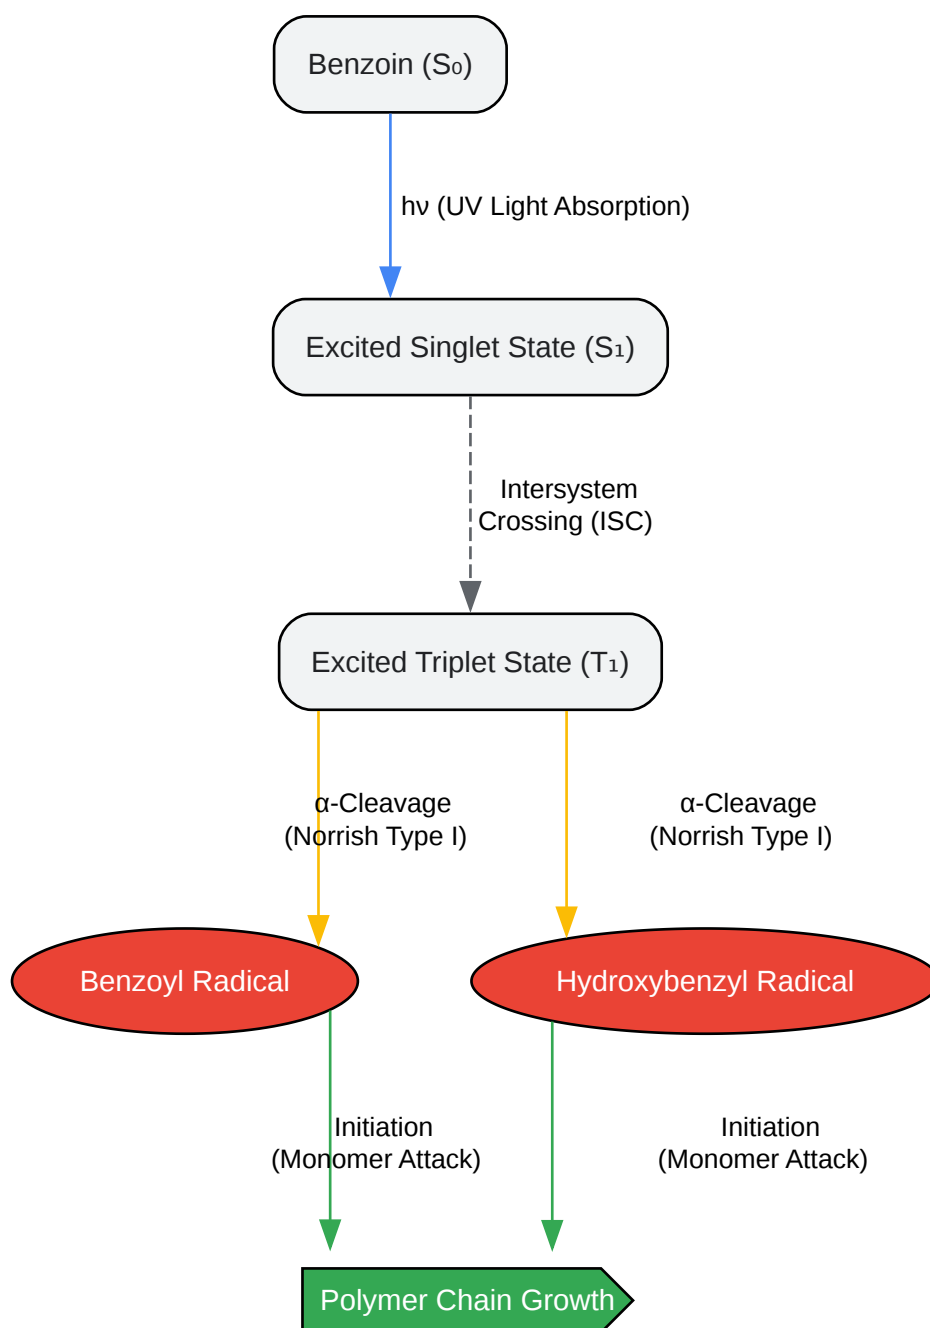 Benzoin (S₀)
hν (UV Light Absorption)
Excited Singlet State (S₁)
Intersystem
Crossing (ISC)
Excited Triplet State (T₁)
α-Cleavage
(Norrish Type I)
α-Cleavage
(Norrish Type I)
Benzoyl Radical
Hydroxybenzyl Radical
Initiation
(Monomer Attack)
Initiation
(Monomer Attack)
Polymer Chain Growth